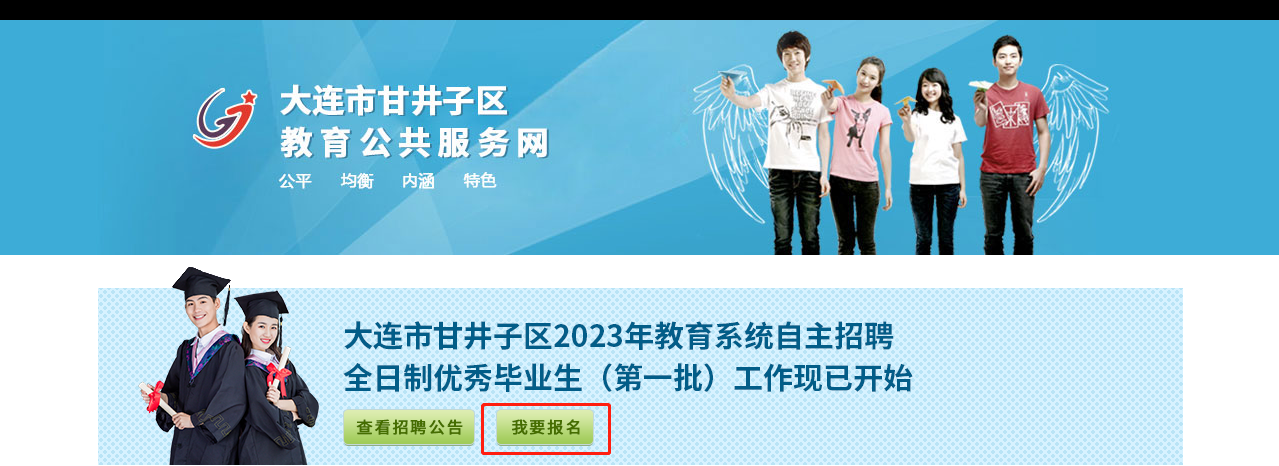 大连市甘井子区
教育公共服务网
公平 均衡 内涵 特色
大连市甘井子区2023年教育系统自主招聘
全日制优秀毕业生（第一批）工作现已开始
查看招聘公告 我要报名